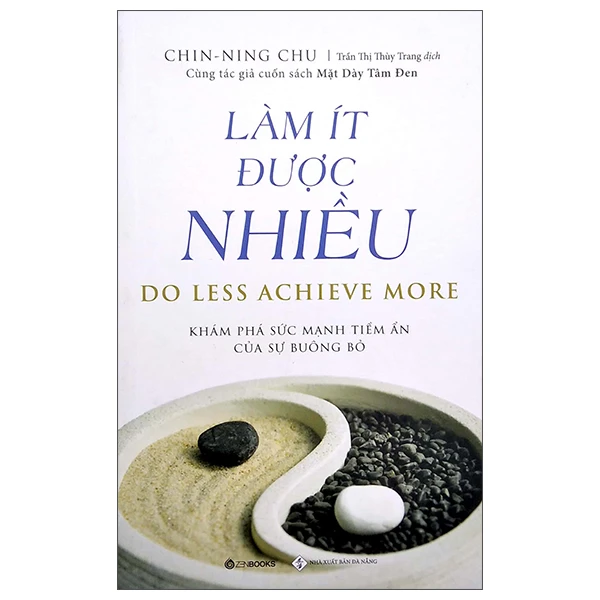 CHIN-NING CHU | Trần Thị Thùy Trang dịch
Cùng tác giả cuốn sách Mặt Dày Tâm Đen
LÀM ÍT
ĐƯỢC
NHIỀU
DO LESS ACHIEVE MORE
KHÁM PHÁ SỨC MẠNH TIỀM ẨN
CỦA SỰ BUÔNG BỎ
ZENBOOKS NHÀ XUẤT BẢN ĐÀ NẴNG